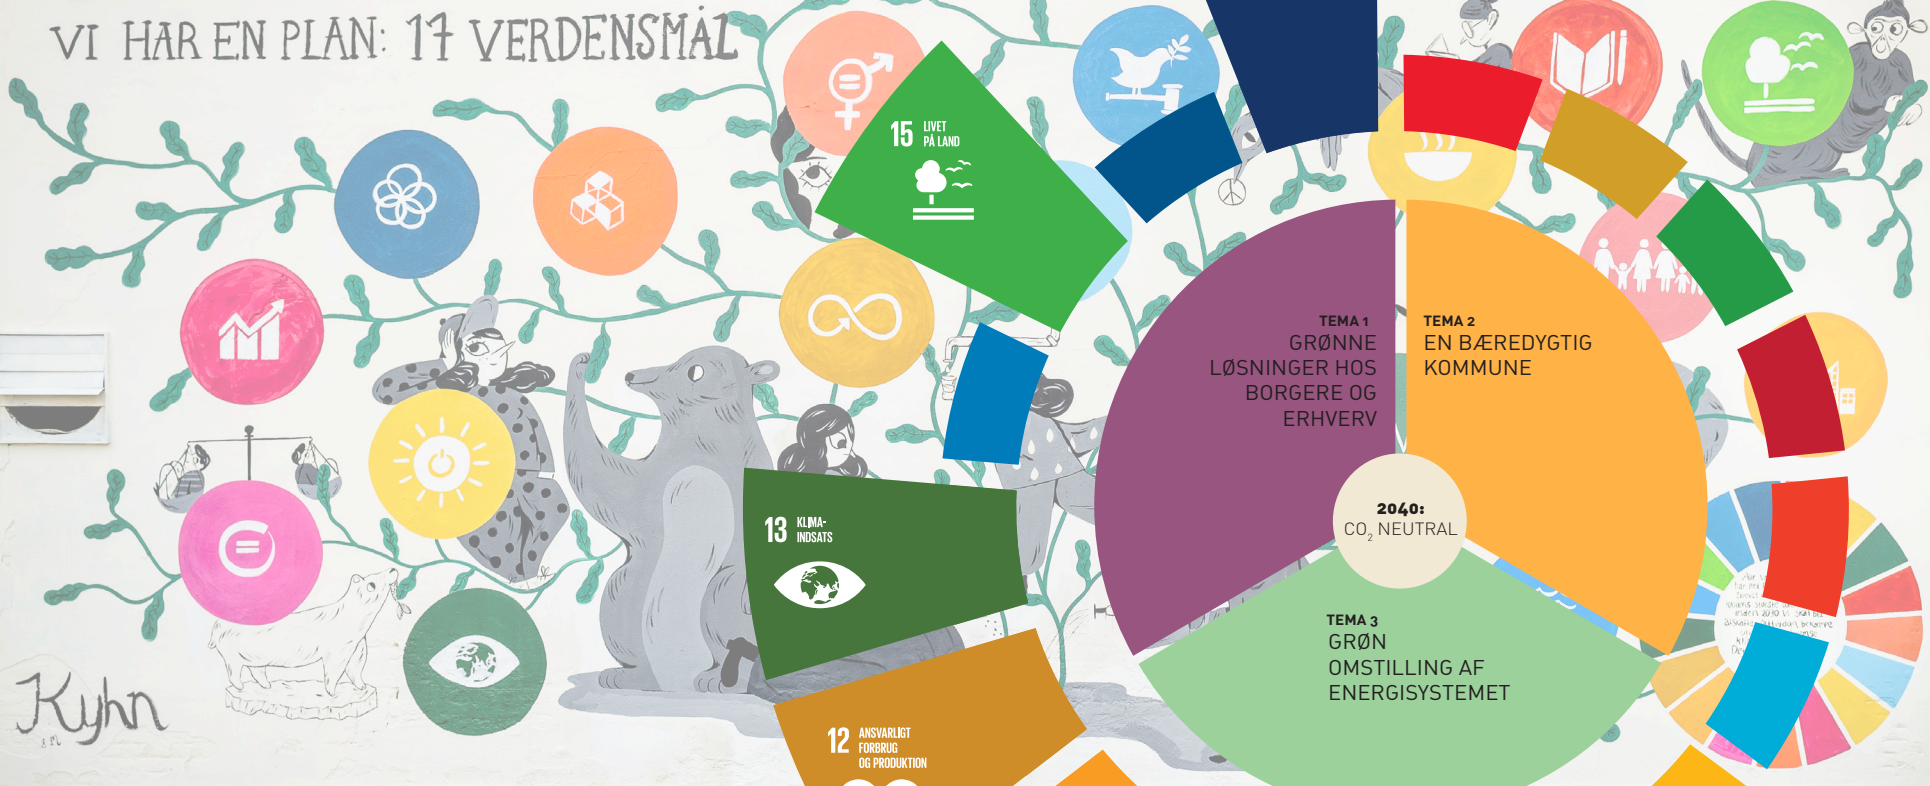 VI HAR EN PLAN: 17 VERDENSMÅL
15 LIVET
PÅ LAND
TEMA 1
GRØNNE
LØSNINGER HOS
BORGERE OG
ERHVERV
TEMA 2
EN BÆREDYGTIG
KOMMUNE
2040:
CO₂ NEUTRAL
13 KLIMA-
INDSATS
TEMA 3
GRØN
OMSTILLING AF
ENERGISYSTEMET
12 ANSVARLIGT
FORBRUG
OG PRODUKTION
Kyhn